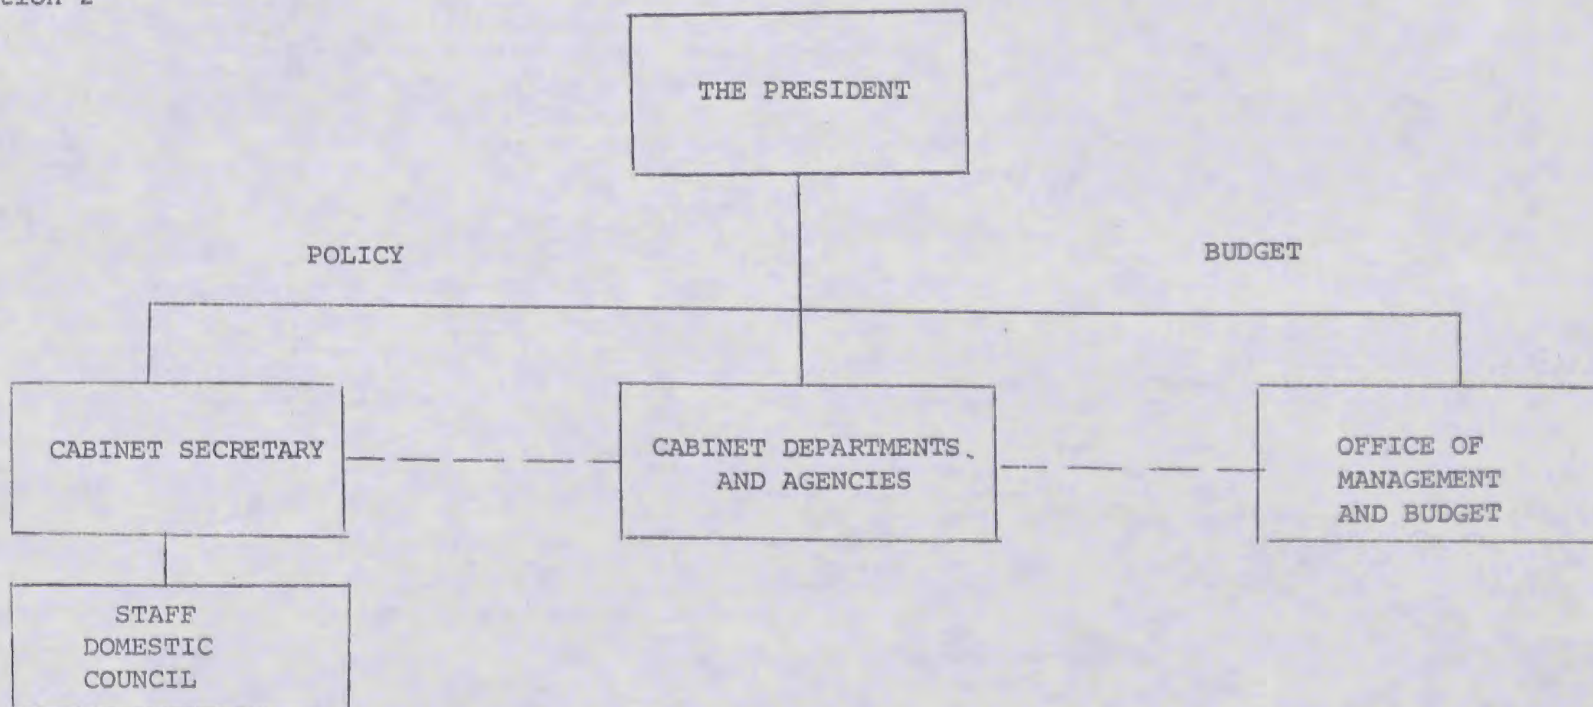 THE PRESIDENT
POLICY
BUDGET
CABINET SECRETARY
CABINET DEPARTMENTS
AND AGENCIES
OFFICE OF
MANAGEMENT
AND BUDGET
STAFF
DOMESTIC
COUNCIL